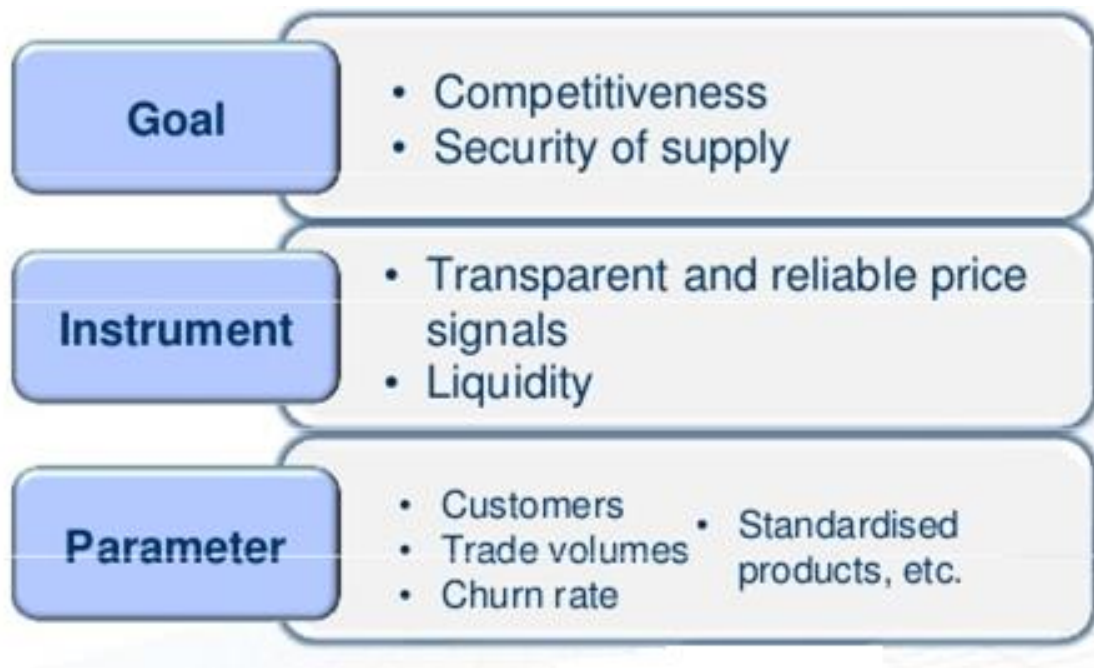 Goal
• Competitiveness
• Security of supply
Instrument
• Transparent and reliable price
signals
• Liquidity
Parameter
• Customers
• Trade volumes
• Churn rate
• Standardised
products, etc.